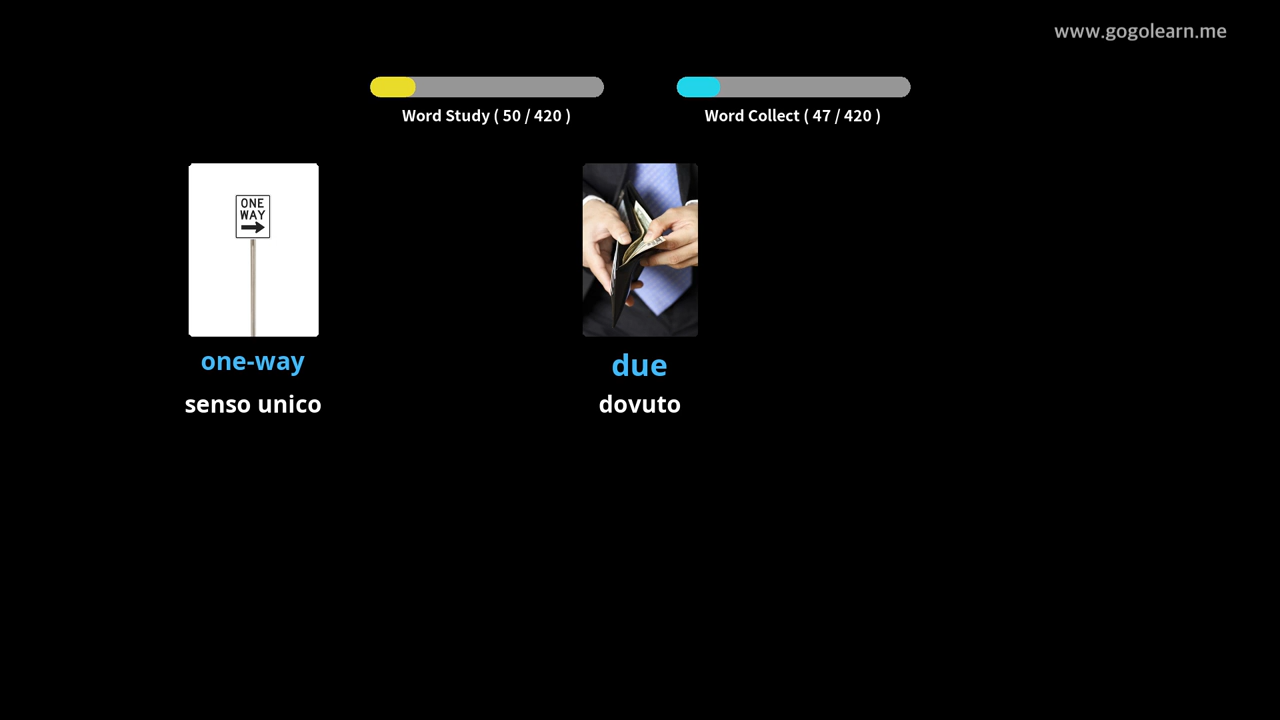 www.gogolearn.me
Word Study ( 50 / 420 )
Word Collect ( 47 / 420 )
ONE
WAY
one-way
senso unico
due
dovuto